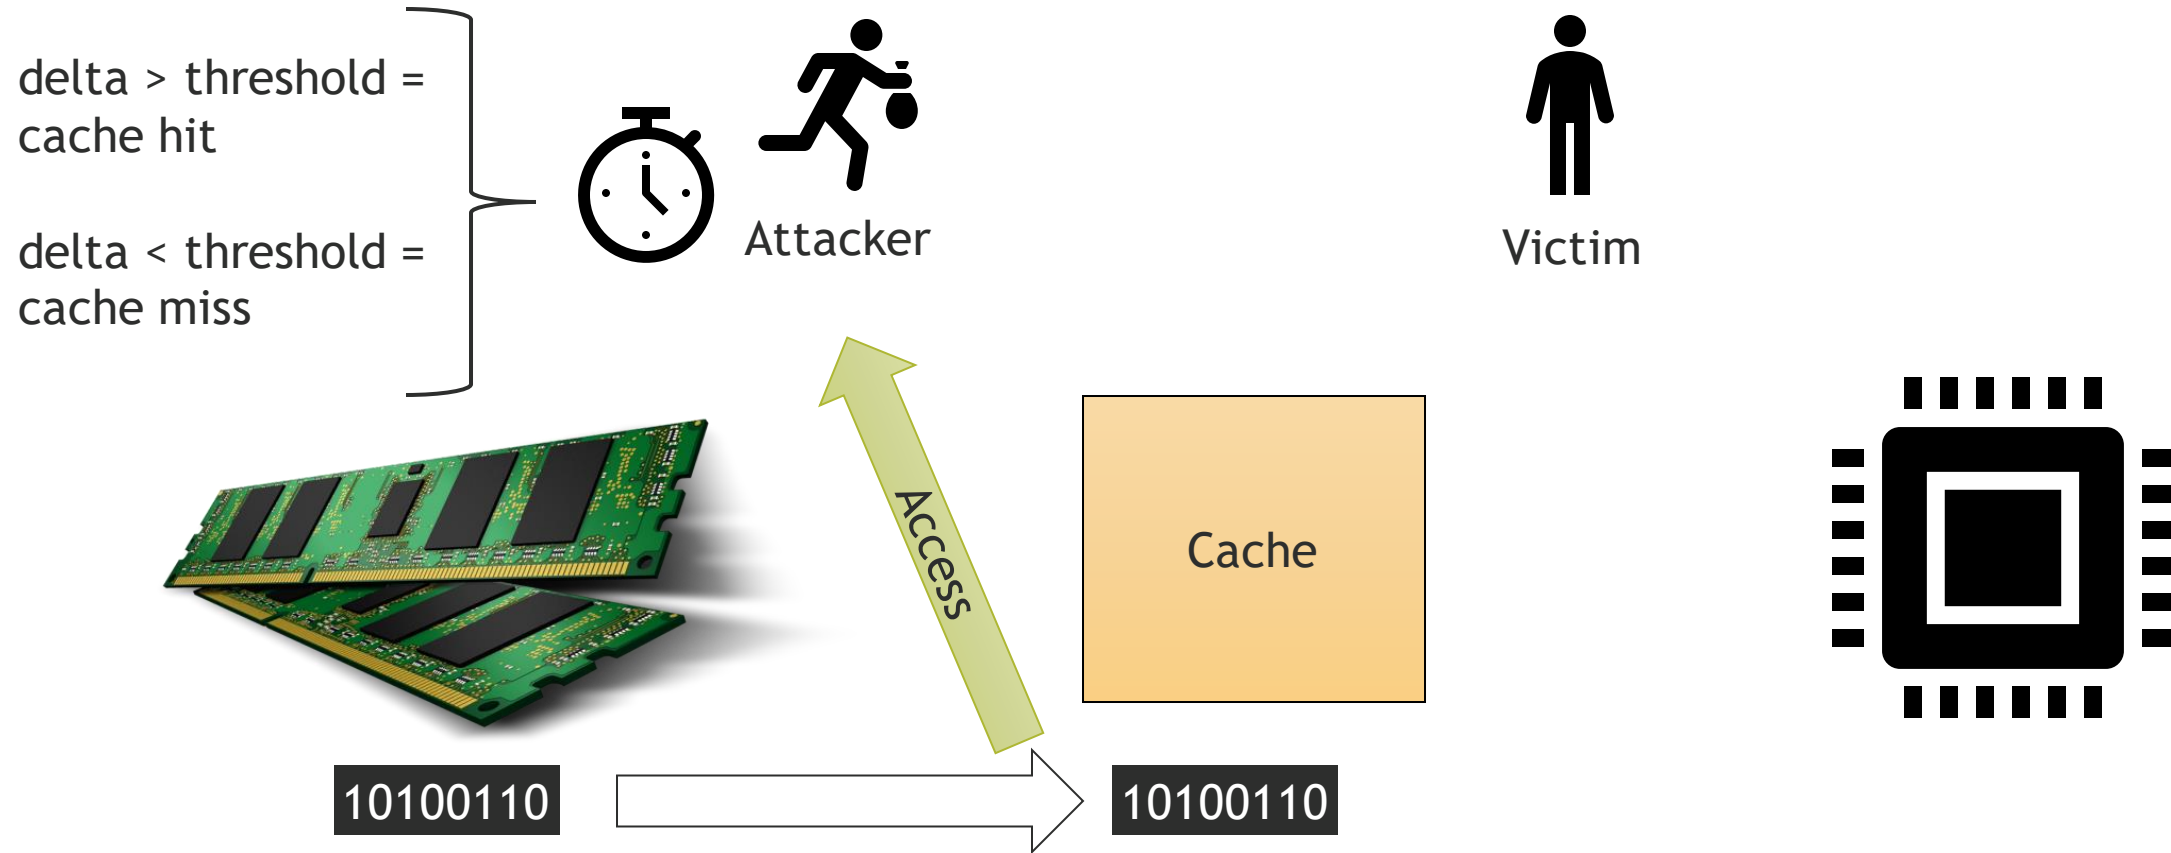 delta > threshold =
cache hit
delta < threshold =
cache miss
Attacker
Victim
Access
Cache
10100110
10100110